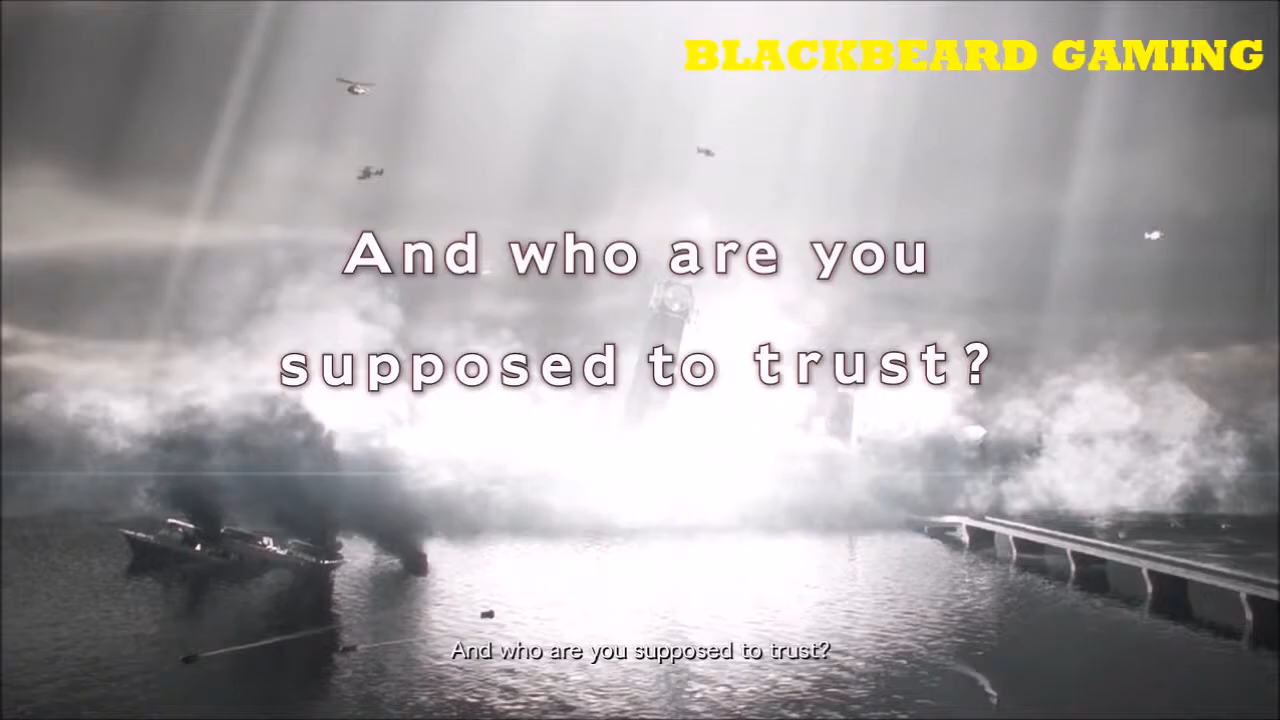 BLACKBEARD GAMING
And who are you
supposed to trust?
And who are you supposed to trust?